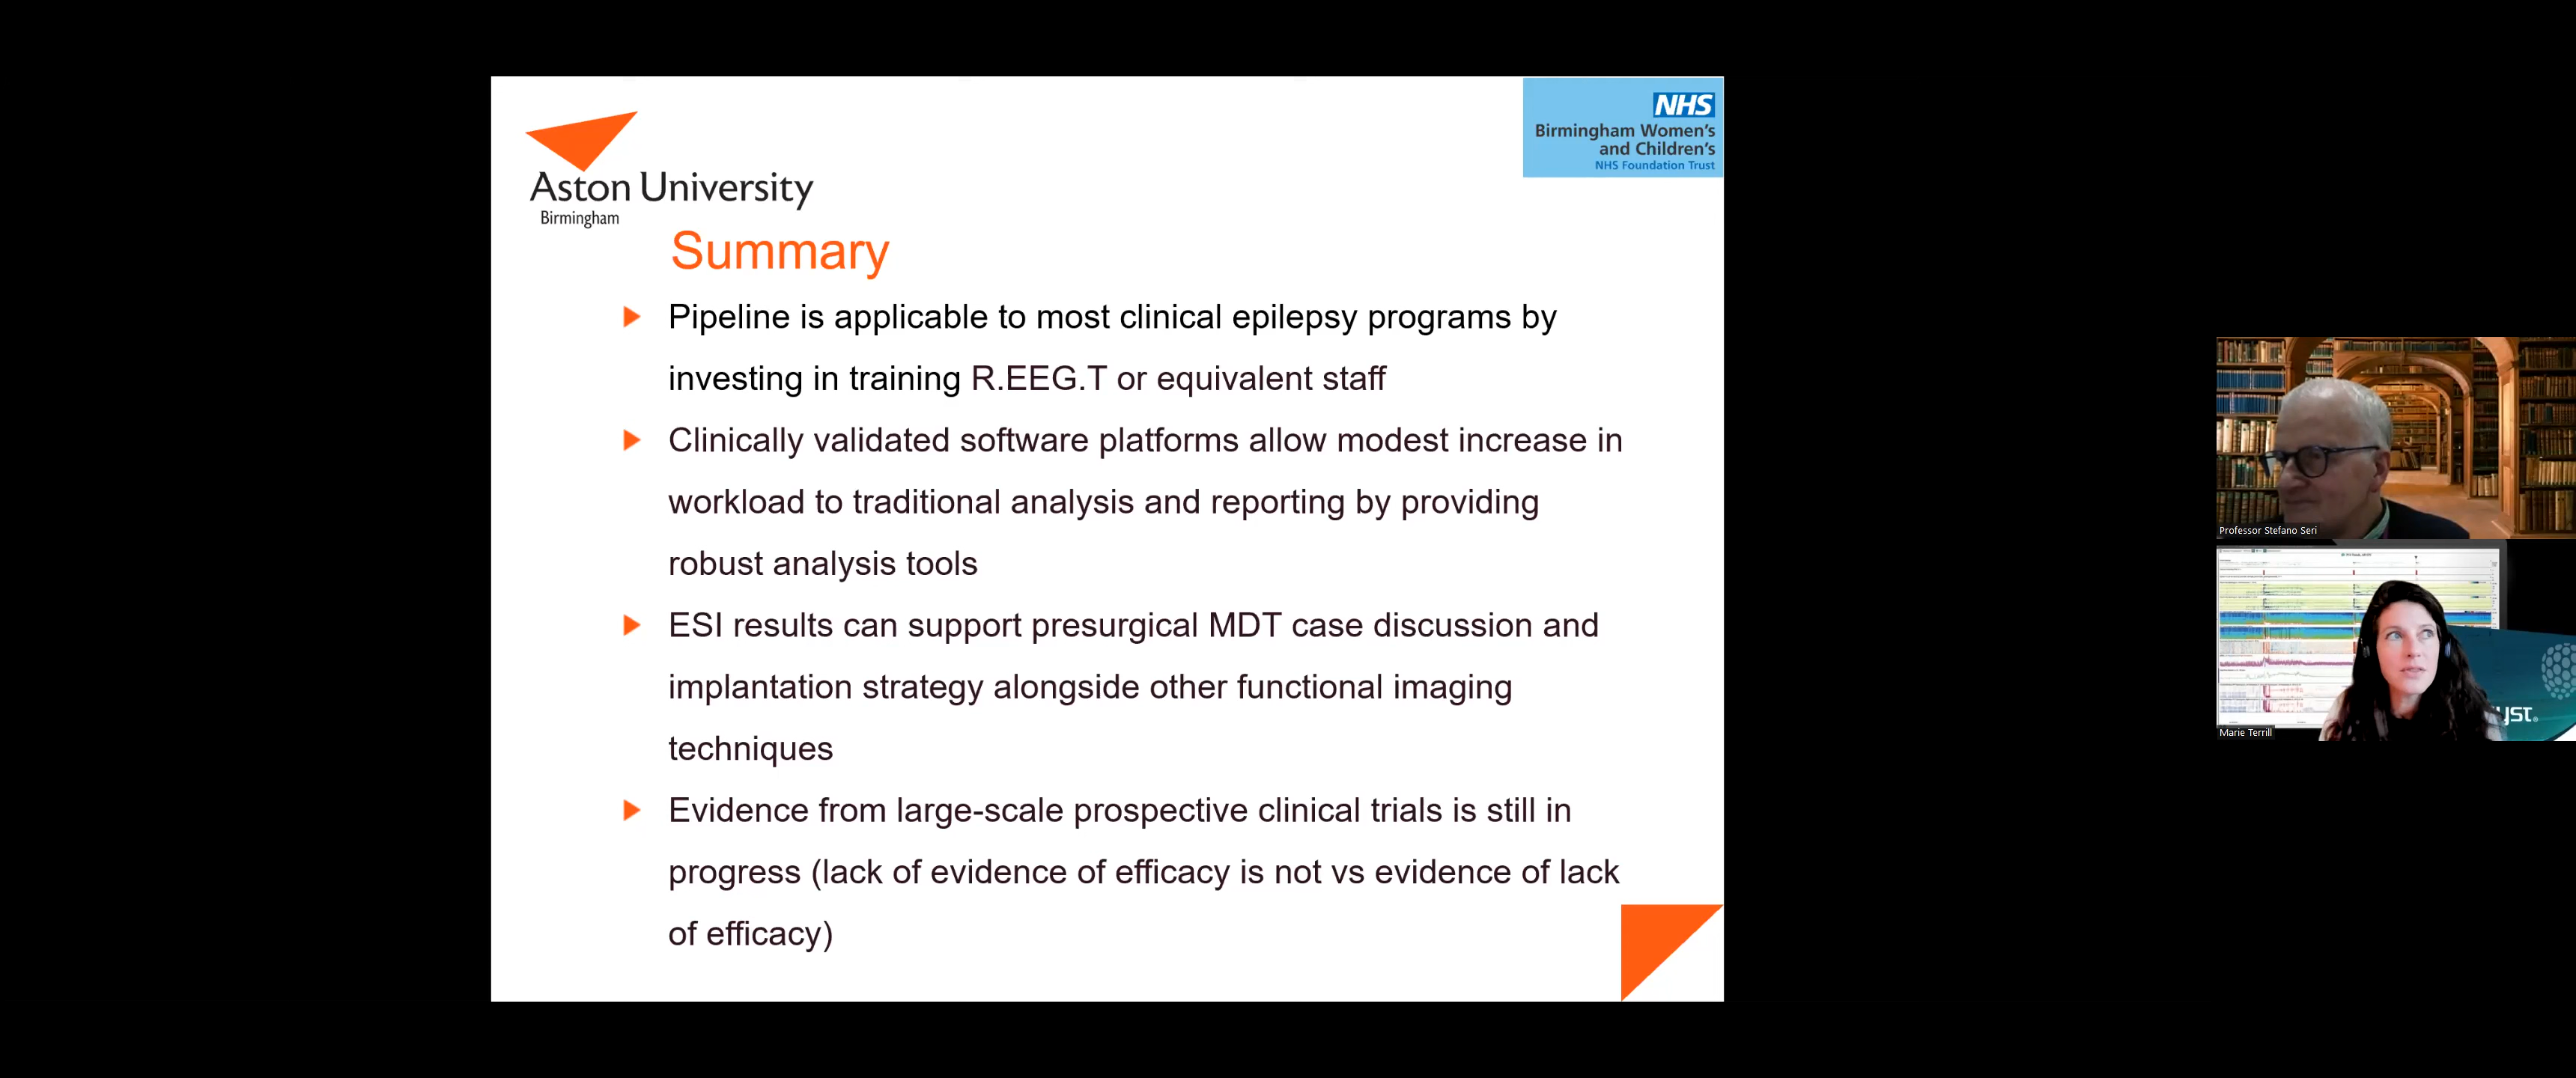 Aston University
Birmingham
NHS
Birmingham Women's
and Children's
NHS Foundation Trust
Summary
Pipeline is applicable to most clinical epilepsy programs by
investing in training R.EEG.T or equivalent staff
Clinically validated software platforms allow modest increase in
workload to traditional analysis and reporting by providing
robust analysis tools
ESI results can support presurgical MDT case discussion and
implantation strategy alongside other functional imaging
techniques
Evidence from large-scale prospective clinical trials is still in
progress (lack of evidence of efficacy is not vs evidence of lack
of efficacy)
Professor Stefano Seri
yst
Marie Terrill